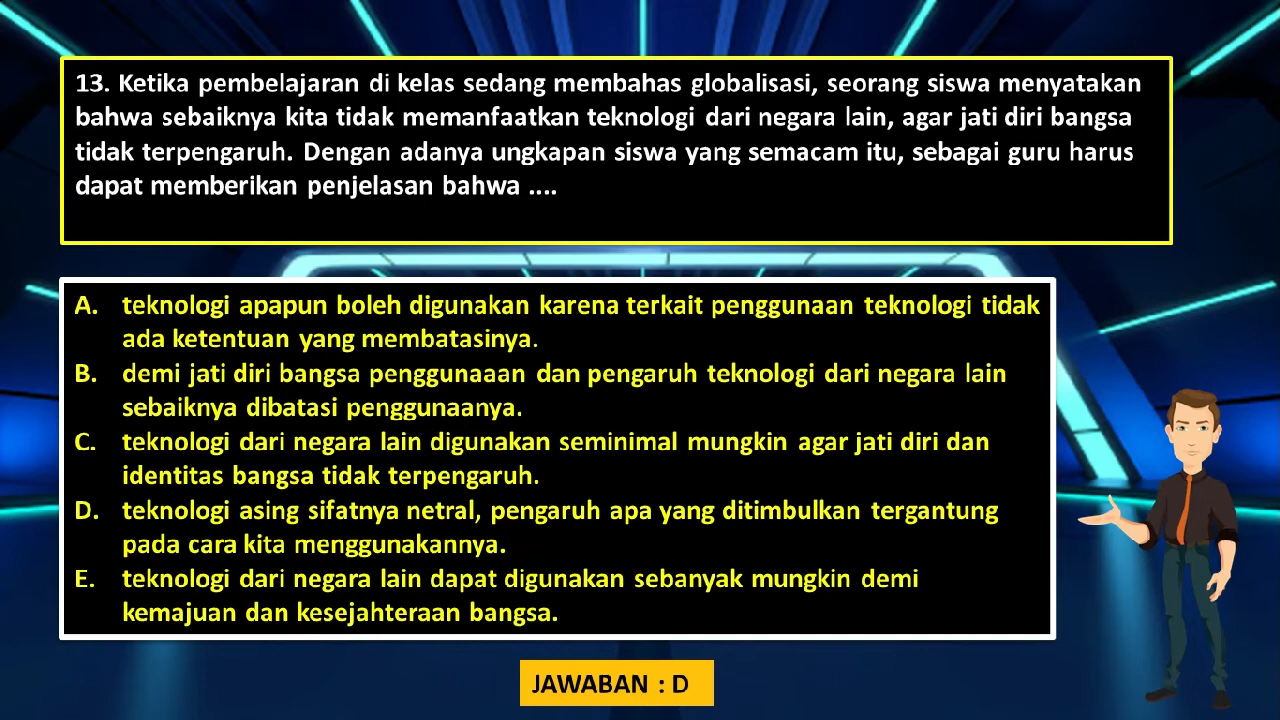 13. Ketika pembelajaran di kelas sedang membahas globalisasi, seorang siswa menyatakan
bahwa sebaiknya kita tidak memanfaatkan teknologi dari negara lain, agar jati diri bangsa
tidak terpengaruh. Dengan adanya ungkapan siswa yang semacam itu, sebagai guru harus
dapat memberikan penjelasan bahwa ....
A. teknologi apapun boleh digunakan karena terkait penggunaan teknologi tidak
ada ketentuan yang membatasinya.
B. demi jati diri bangsa penggunaaan dan pengaruh teknologi dari negara lain
sebaiknya dibatasi penggunaanya.
C. teknologi dari negara lain digunakan seminimal mungkin agar jati diri dan
identitas bangsa tidak terpengaruh.
D. teknologi asing sifatnya netral, pengaruh apa yang ditimbulkan tergantung
pada cara kita menggunakannya.
E. teknologi dari negara lain dapat digunakan sebanyak mungkin demi
kemajuan dan kesejahteraan bangsa.
JAWABAN : D